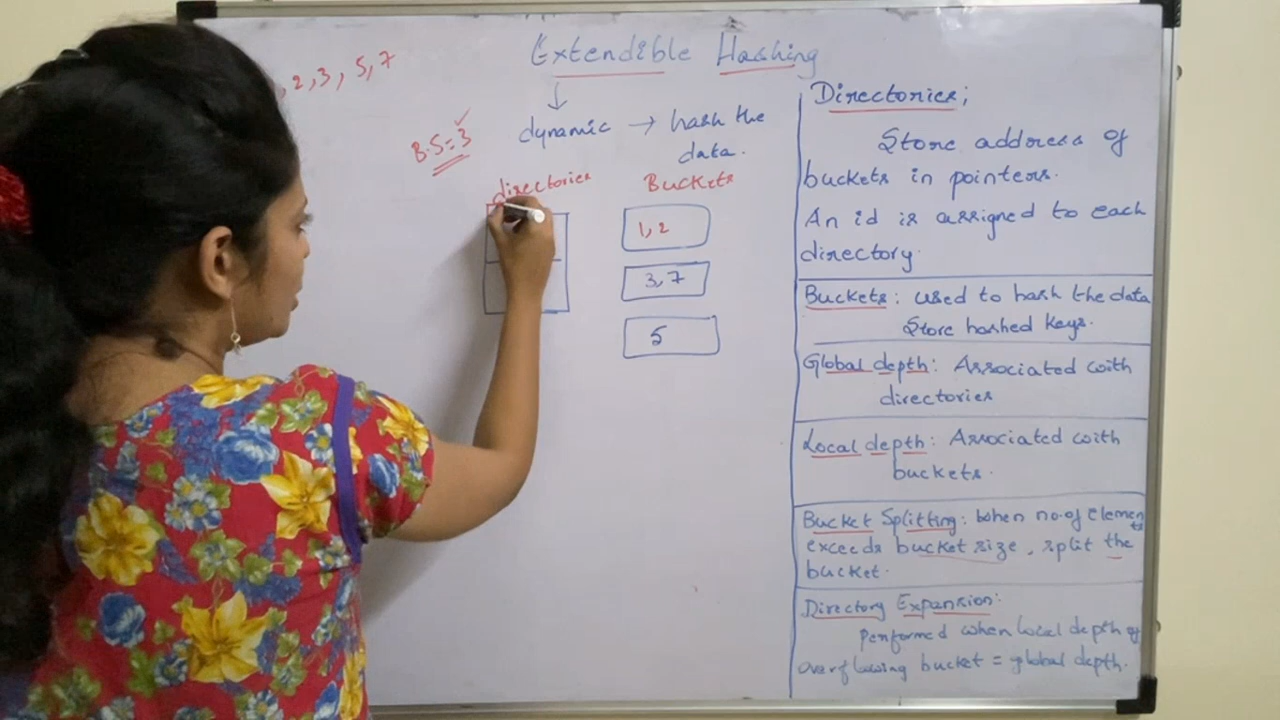 , 2, 3, 5, 7
B.S = 3 ✓
Extendible Hashing
↓
dynamic → hash the
data.
directories
Buckets
1, 2
3, 7
5
Directories;
Store address of
buckets in pointers.
An id is assigned to each
directory.
Buckets: used to hash the data
Store hashed keys.
Global depth: Associated with
directories
Local depth: Associated with
buckets.
Bucket Splitting: When no.of elements
exceeds bucket size, split the
bucket.
Directory Expansion:
Performed when local depth of
overflowing bucket = global depth.